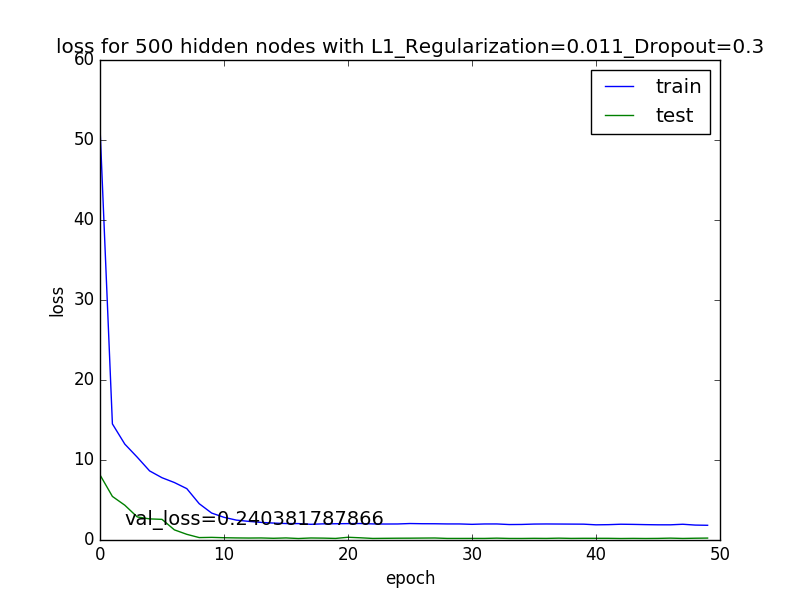 loss for 500 hidden nodes with L1_Regularization=0.011_Dropout=0.3
60
50
40
30
20
10
0
loss
train
test
val_loss=0.240381787866
0 10 20 30 40 50
epoch